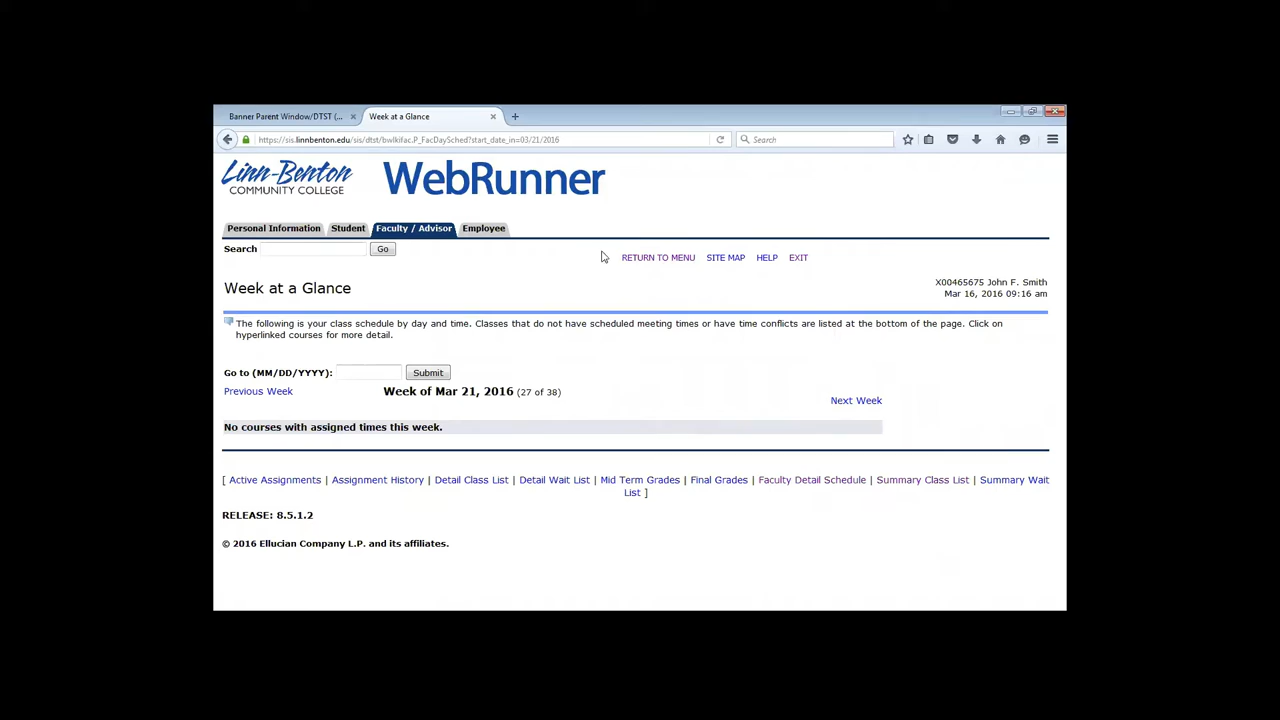 Banner Parent Window/DTST (...
Week at a Glance
https://sis.linnbenton.edu/sis/dtst/bwlkifac.P_FacDaySched?start_date_in=03/21/2016
Search
Linn-Benton
COMMUNITY COLLEGE
WebRunner
Personal Information
Student
Faculty / Advisor
Employee
Search
Go
RETURN TO MENU
SITE MAP
HELP
EXIT
Week at a Glance
X00465675 John F. Smith
Mar 16, 2016 09:16 am
The following is your class schedule by day and time. Classes that do not have scheduled meeting times or have time conflicts are listed at the bottom of the page. Click on
hyperlinked courses for more detail.
Go to (MM/DD/YYYY):
Submit
Previous Week
Week of Mar 21, 2016 (27 of 38)
Next Week
No courses with assigned times this week.
[ Active Assignments | Assignment History | Detail Class List | Detail Wait List | Mid Term Grades | Final Grades | Faculty Detail Schedule | Summary Class List | Summary Wait
List ]
RELEASE: 8.5.1.2
© 2016 Ellucian Company L.P. and its affiliates.